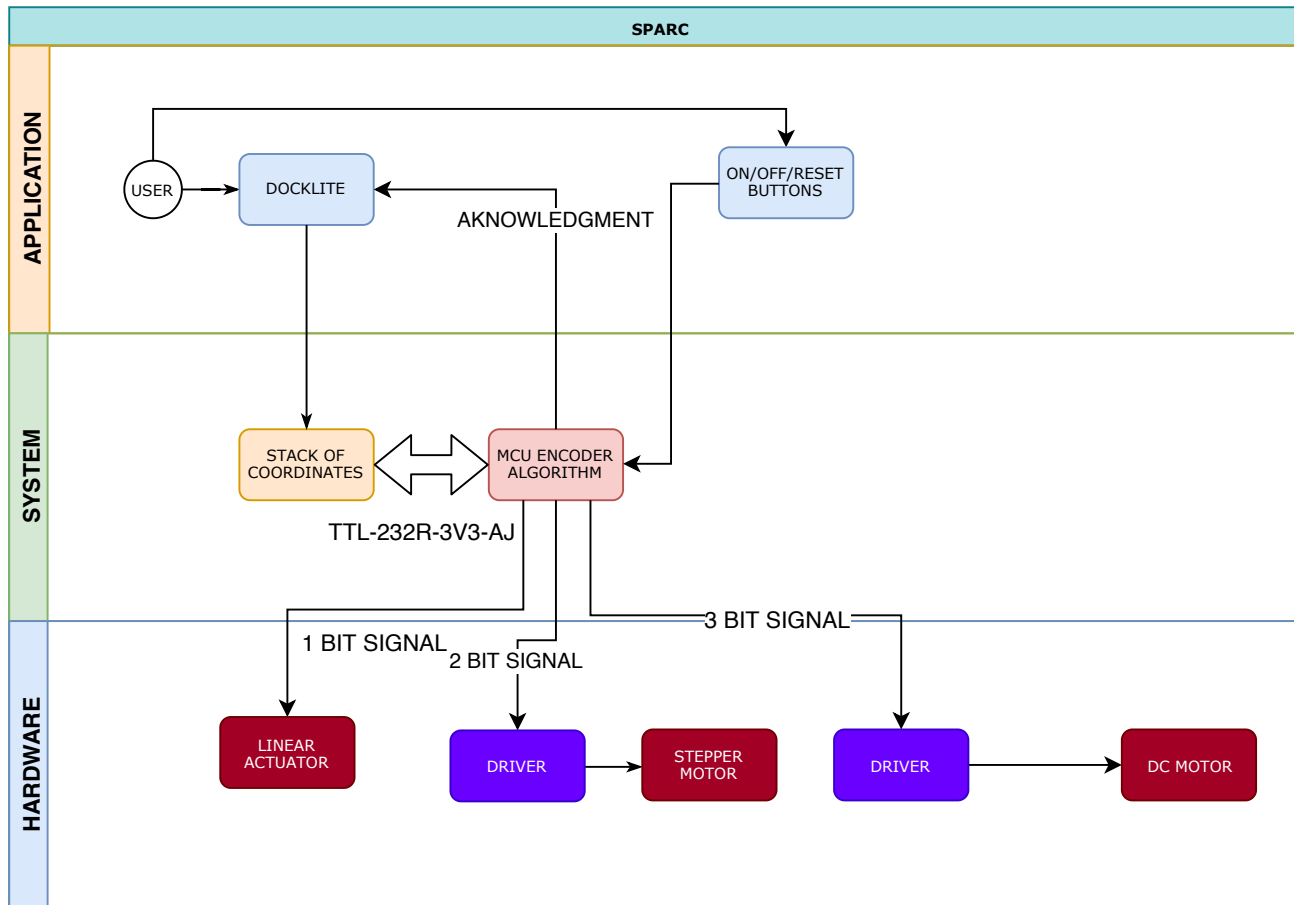 SPARC
APPLICATION
USER
DOCKLITE
ON/OFF/RESET
BUTTONS
AKNOWLEDGMENT
SYSTEM
STACK OF
COORDINATES
MCU ENCODER
ALGORITHM
TTL-232R-3V3-AJ
HARDWARE
1 BIT SIGNAL
2 BIT SIGNAL
3 BIT SIGNAL
LINEAR
ACTUATOR
DRIVER
STEPPER
MOTOR
DRIVER
DC MOTOR